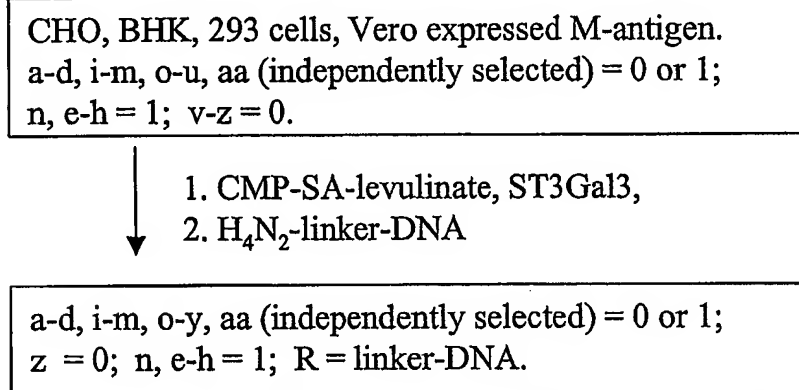 CHO, BHK, 293 cells, Vero expressed M-antigen.
a-d, i-m, o-u, aa (independently selected) = 0 or 1;
n, e-h = 1; v-z = 0.
1. CMP-SA-levulinate, ST3Gal3,
2. H₄N₂-linker-DNA
a-d, i-m, o-y, aa (independently selected) = 0 or 1;
z = 0; n, e-h = 1; R = linker-DNA.